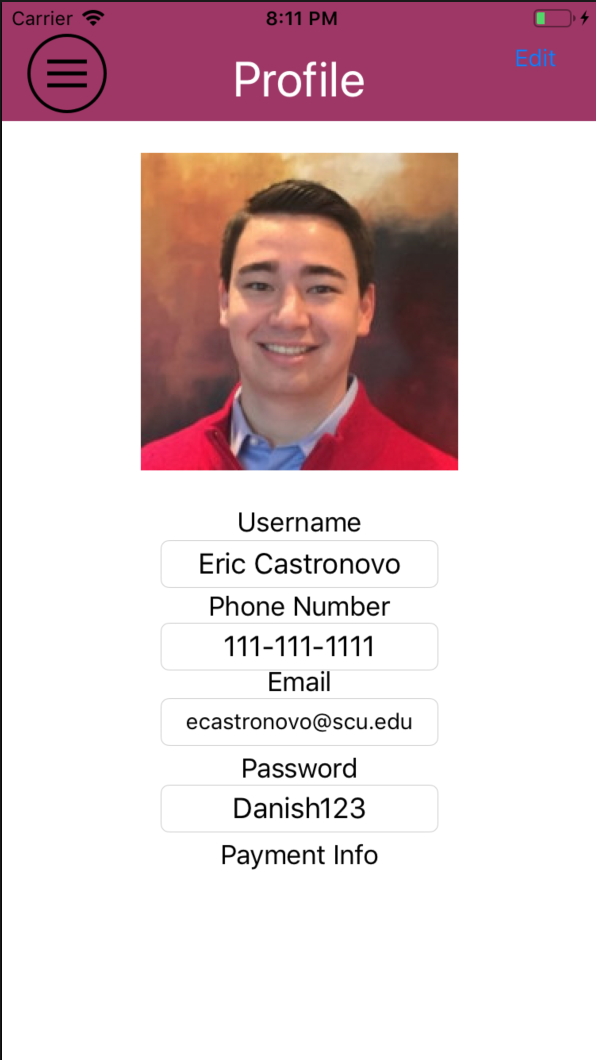 Carrier 8:11 PM
Edit
Profile
Username
Eric Castronovo
Phone Number
111-111-1111
Email
ecastronovo@scu.edu
Password
Danish123
Payment Info